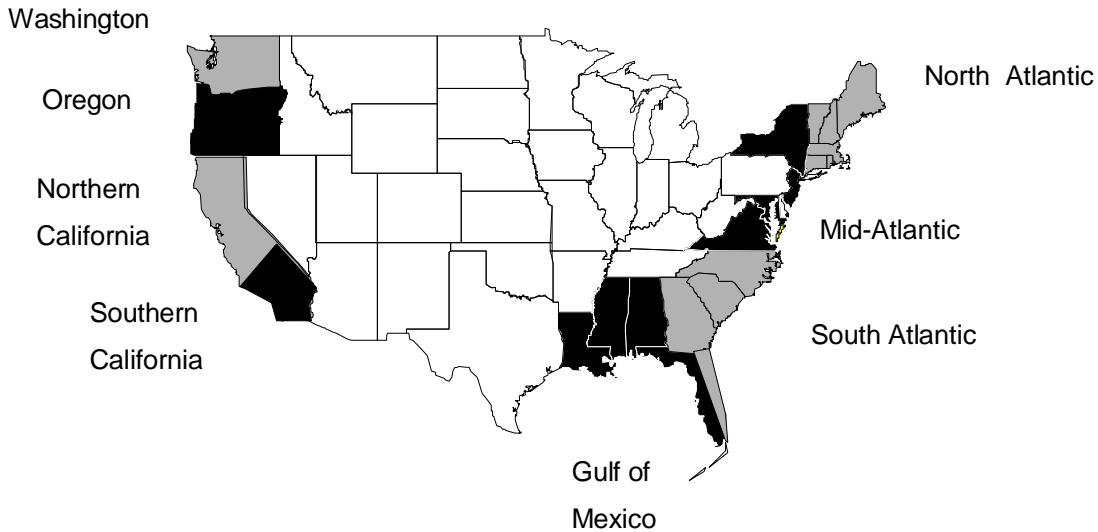 Washington
Oregon
Northern
California
Southern
California
North Atlantic
Mid-Atlantic
South Atlantic
Gulf of
Mexico